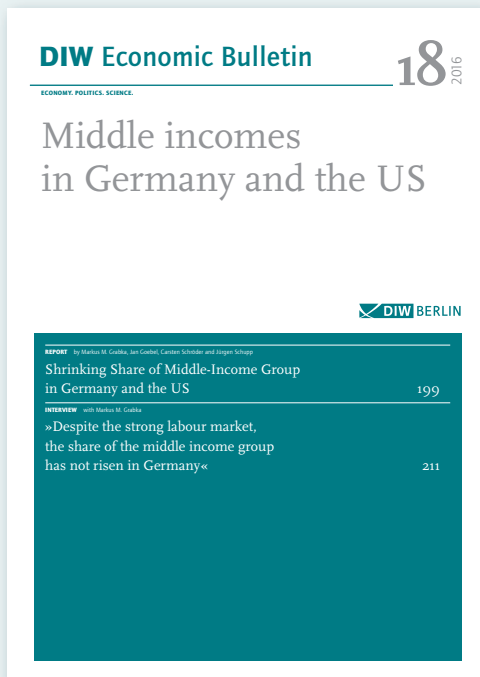 DIW Economic Bulletin
18 2016
ECONOMY. POLITICS. SCIENCE.
Middle incomes
in Germany and the US
DIW BERLIN
REPORT by Markus M. Grabka, Jan Goebel, Carsten Schröder and Jürgen Schupp
Shrinking Share of Middle-Income Group
in Germany and the US 199
INTERVIEW with Markus M. Grabka
»Despite the strong labour market,
the share of the middle income group
has not risen in Germany« 211